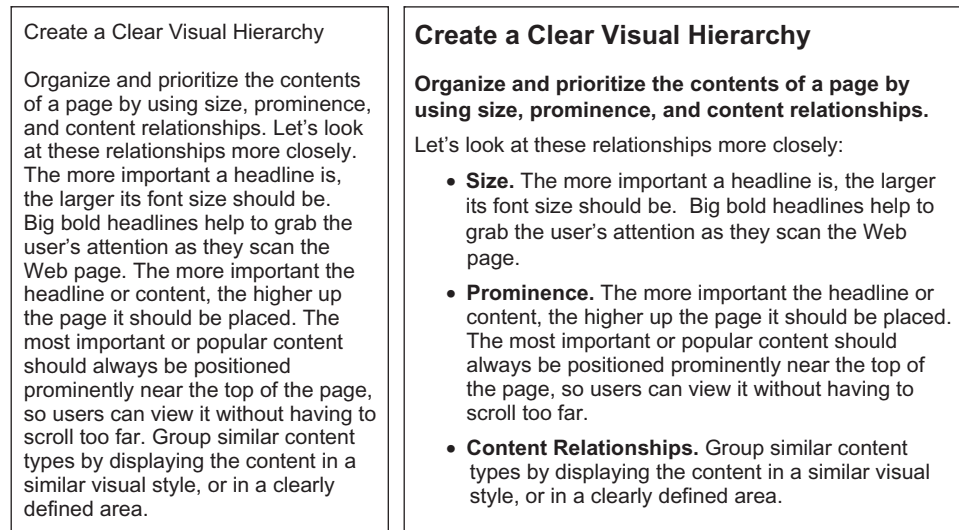 Create a Clear Visual Hierarchy
Organize and prioritize the contents
of a page by using size, prominence,
and content relationships. Let's look
at these relationships more closely.
The more important a headline is,
the larger its font size should be.
Big bold headlines help to grab the
user's attention as they scan the
Web page. The more important the
headline or content, the higher up
the page it should be placed. The
most important or popular content
should always be positioned
prominently near the top of the page,
so users can view it without having to
scroll too far. Group similar content
types by displaying the content in a
similar visual style, or in a clearly
defined area.
Create a Clear Visual Hierarchy
Organize and prioritize the contents of a page by
using size, prominence, and content relationships.
Let's look at these relationships more closely:
• Size. The more important a headline is, the larger
its font size should be.  Big bold headlines help to
grab the user's attention as they scan the Web
page.
• Prominence. The more important the headline or
content, the higher up the page it should be placed.
The most important or popular content should
always be positioned prominently near the top of
the page, so users can view it without having to
scroll too far.
• Content Relationships. Group similar content
types by displaying the content in a similar visual
style, or in a clearly defined area.